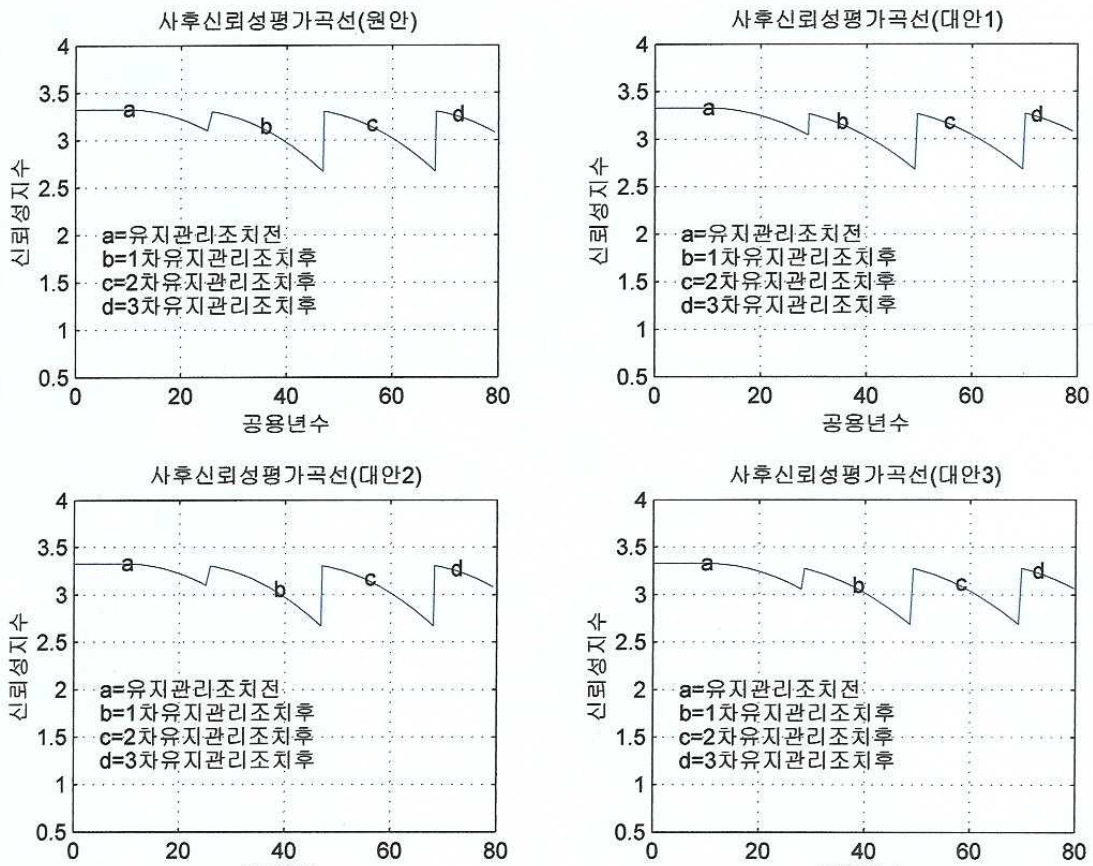 사후신뢰성평가곡선(원안)
4
3.5
3
2.5
2
1.5
1
0.5
신뢰성지수
a
b
c
d
a=유지관리조치전
b=1차유지관리조치후
c=2차유지관리조치후
d=3차유지관리조치후
0 20 40 60 80
공용년수
사후신뢰성평가곡선(대안1)
4
3.5
3
2.5
2
1.5
1
0.5
신뢰성지수
a
b
c
d
a=유지관리조치전
b=1차유지관리조치후
c=2차유지관리조치후
d=3차유지관리조치후
0 20 40 60 80
공용년수
사후신뢰성평가곡선(대안2)
4
3.5
3
2.5
2
1.5
1
0.5
신뢰성지수
a
b
c
d
a=유지관리조치전
b=1차유지관리조치후
c=2차유지관리조치후
d=3차유지관리조치후
0 20 40 60 80
사후신뢰성평가곡선(대안3)
4
3.5
3
2.5
2
1.5
1
0.5
신뢰성지수
a
b
c
d
a=유지관리조치전
b=1차유지관리조치후
c=2차유지관리조치후
d=3차유지관리조치후
0 20 40 60 80